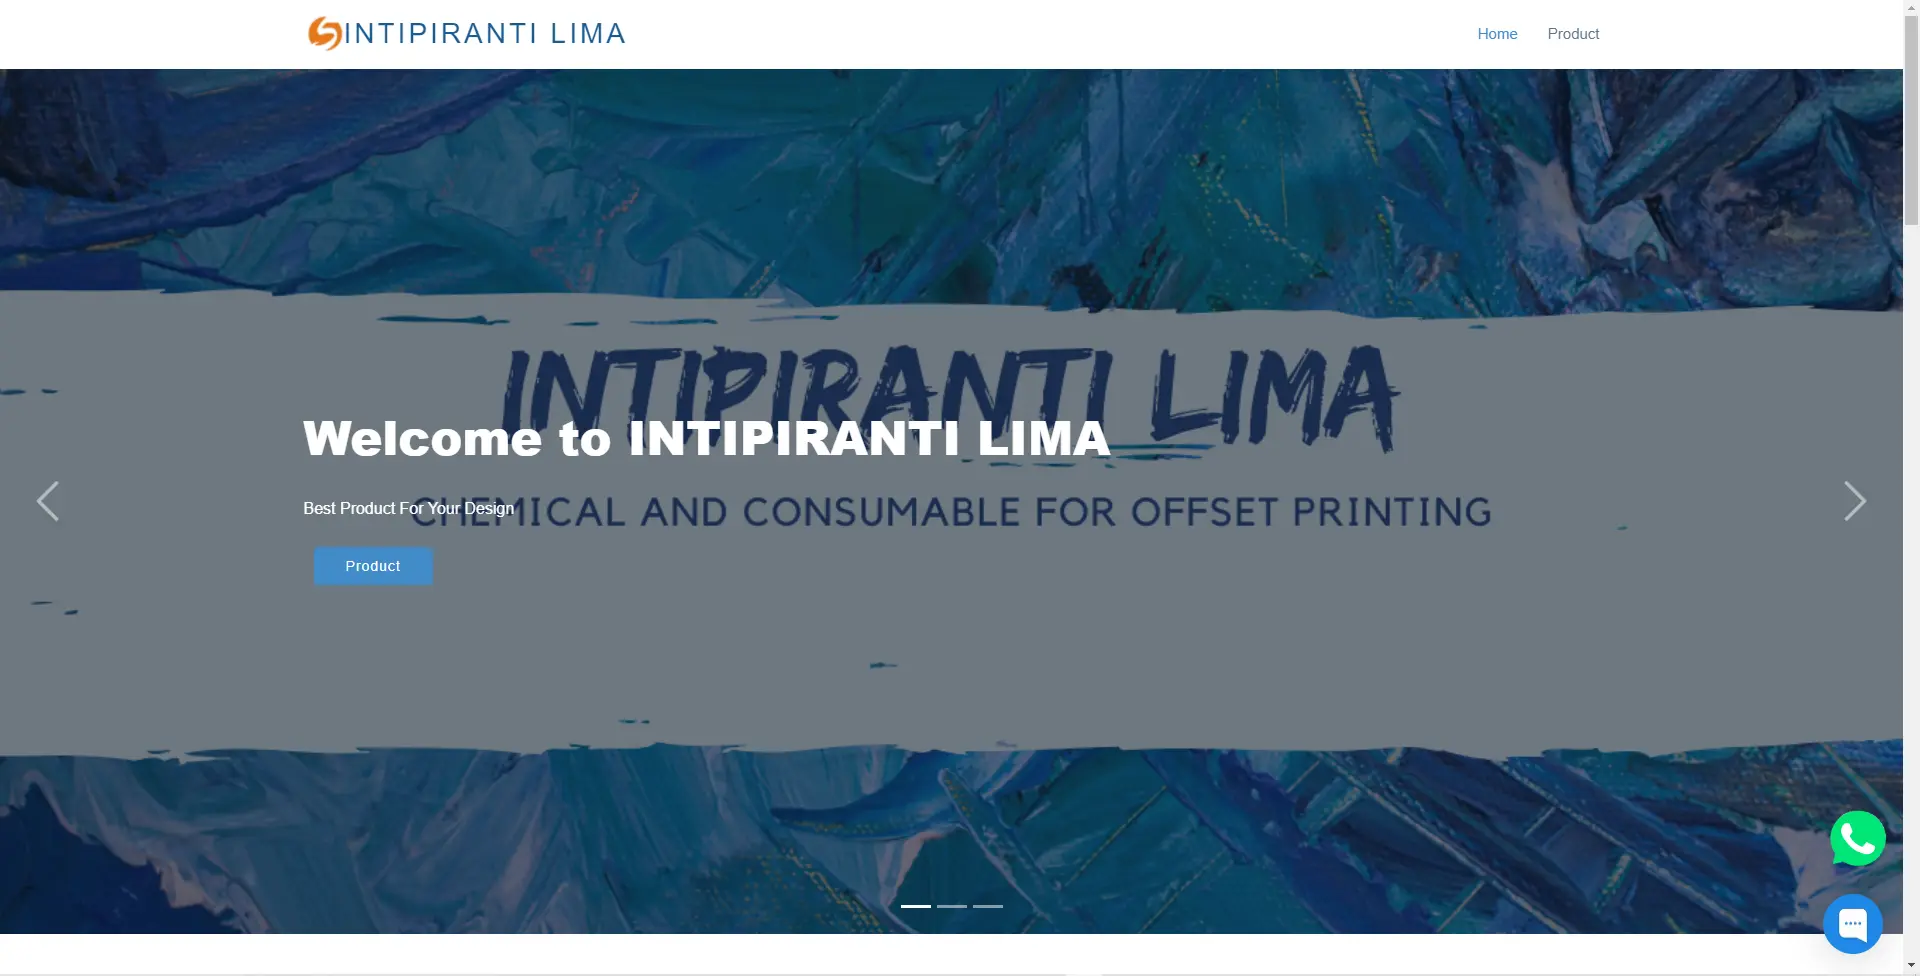 INTIPIRANTI LIMA
Home
Product
INTIPIRANTI LIMA
Welcome to INTIPIRANTI LIMA
CHEMICAL AND CONSUMABLE FOR OFFSET PRINTING
Best Product For Your Design
Product